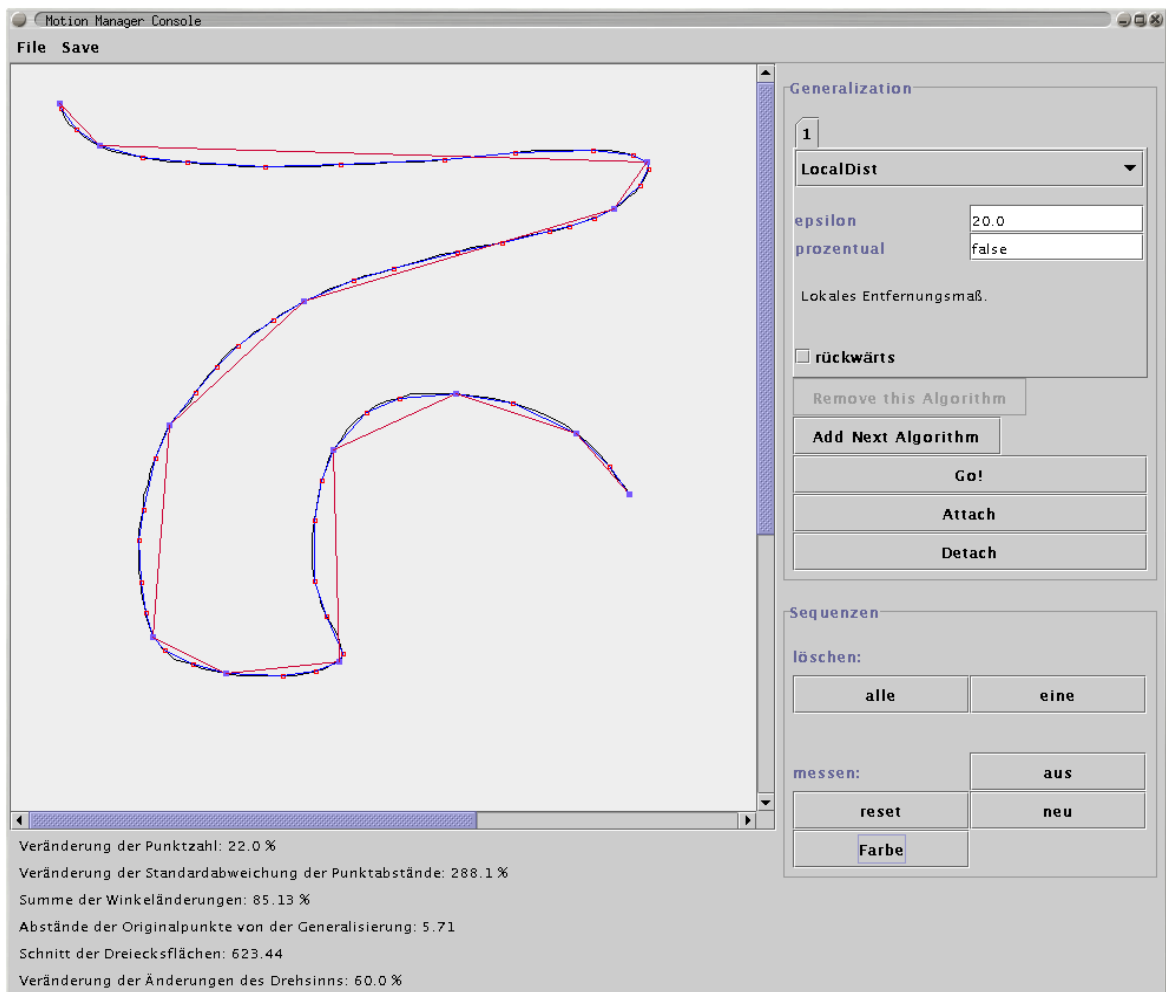 Motion Manager Console
File Save
Generalization
1
LocalDist
epsilon 20.0
prozentual false
Lokales Entfernungsmaß.
rückwärts
Remove this Algorithm
Add Next Algorithm
Go!
Attach
Detach
Sequenzen
löschen:
alle eine
messen: aus
reset neu
Farbe
Veränderung der Punktzahl: 22.0 %
Veränderung der Standardabweichung der Punktabstände: 288.1 %
Summe der Winkeländerungen: 85.13 %
Abstände der Originalpunkte von der Generalisierung: 5.71
Schnitt der Dreiecksflächen: 623.44
Veränderung der Änderungen des Drehsinns: 60.0 %